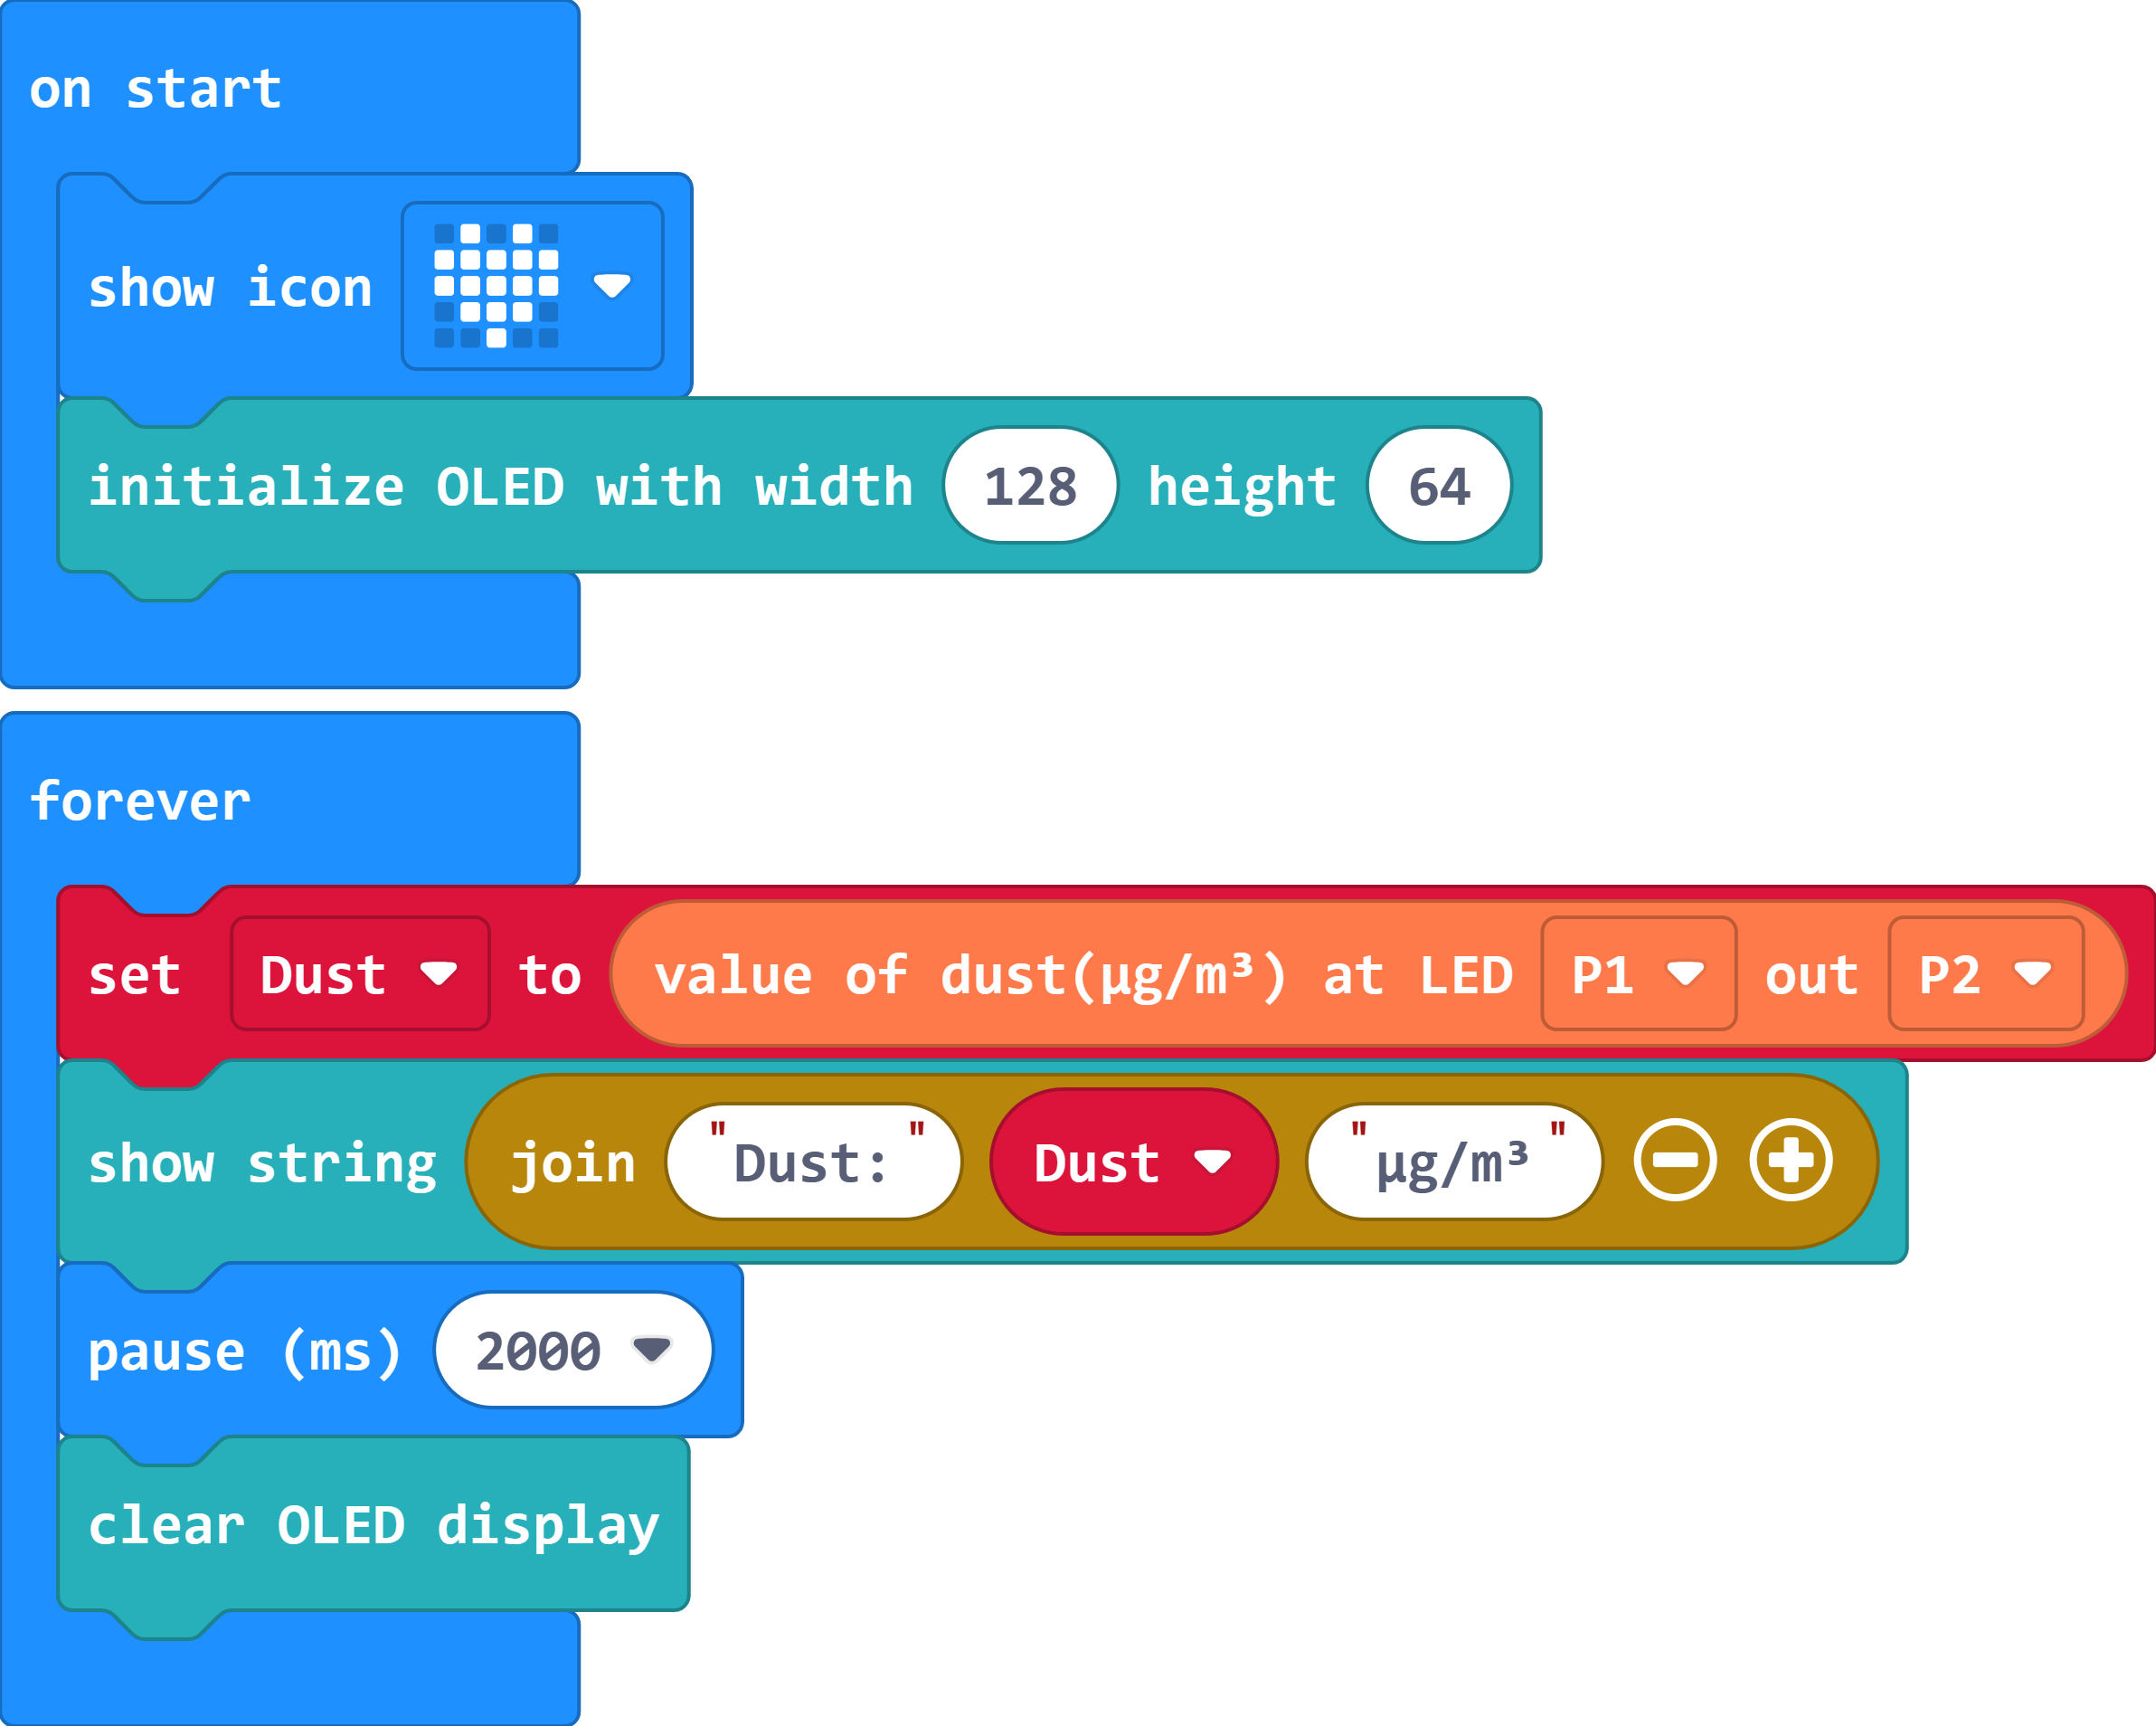 on start
show icon
initialize OLED with width 128 height 64
forever
set Dust to value of dust(µg/m³) at LED P1 out P2
show string join "Dust:" Dust "µg/m³"
pause (ms) 2000
clear OLED display